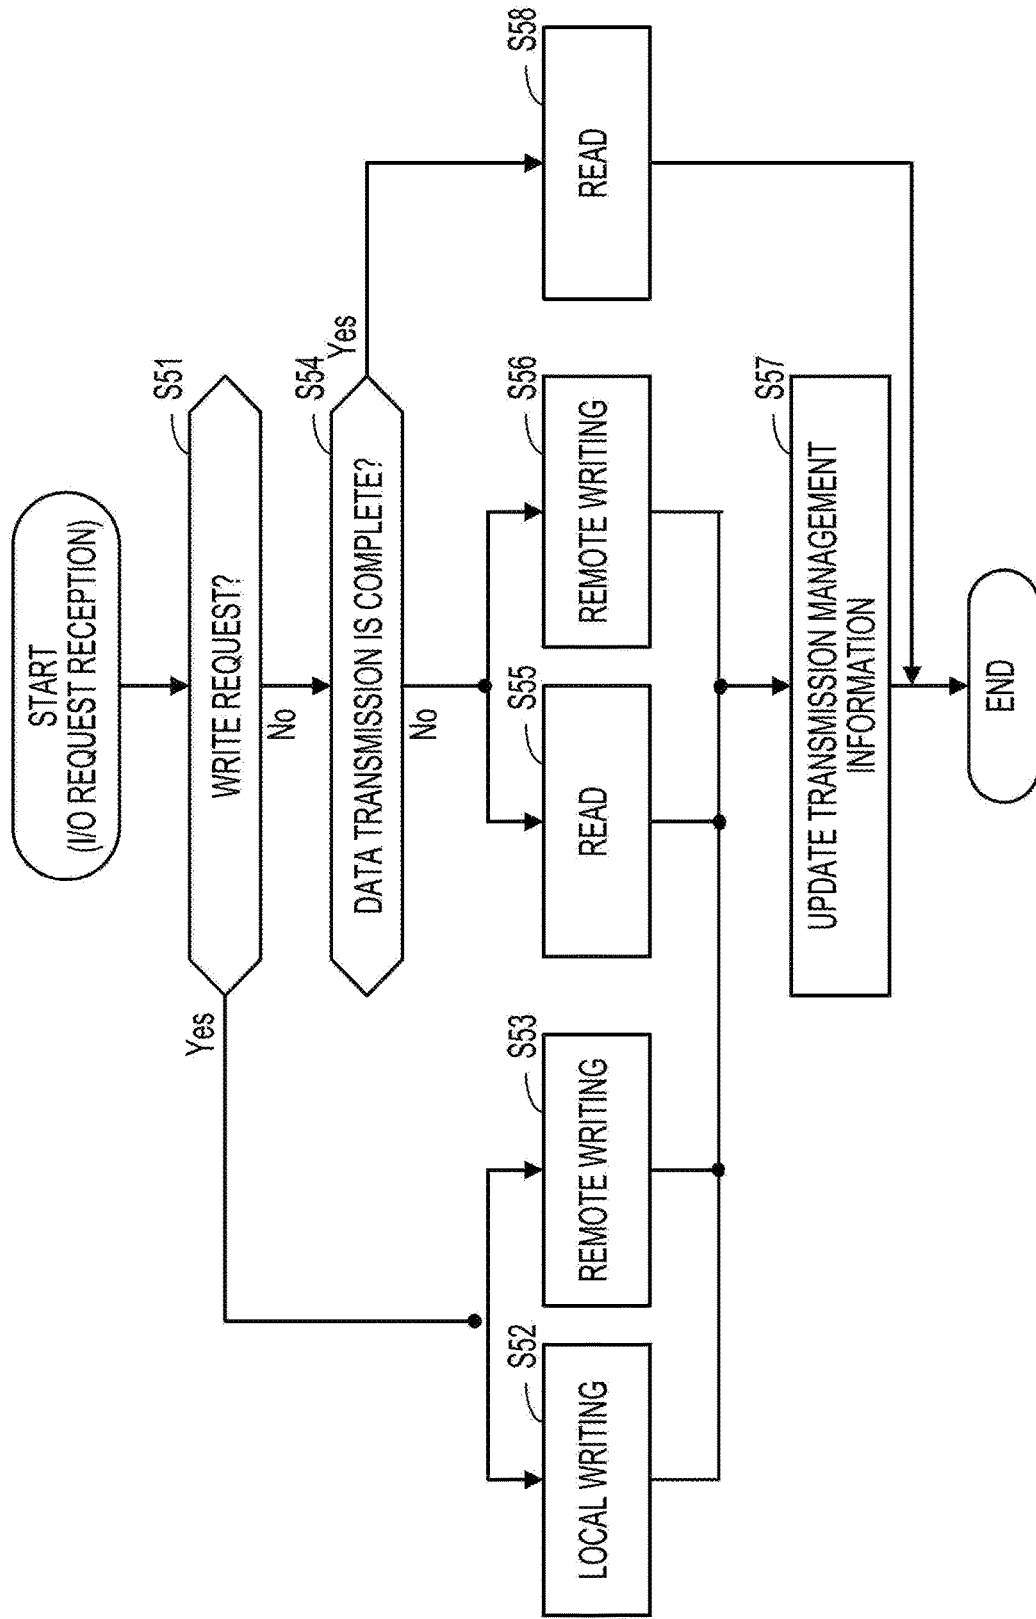 START
(I/O REQUEST RECEPTION)
S51
WRITE REQUEST?
Yes
No
S54
DATA TRANSMISSION IS COMPLETE?
Yes
No
S52
LOCAL WRITING
S53
REMOTE WRITING
S55
READ
S56
REMOTE WRITING
S58
READ
S57
UPDATE TRANSMISSION MANAGEMENT
INFORMATION
END